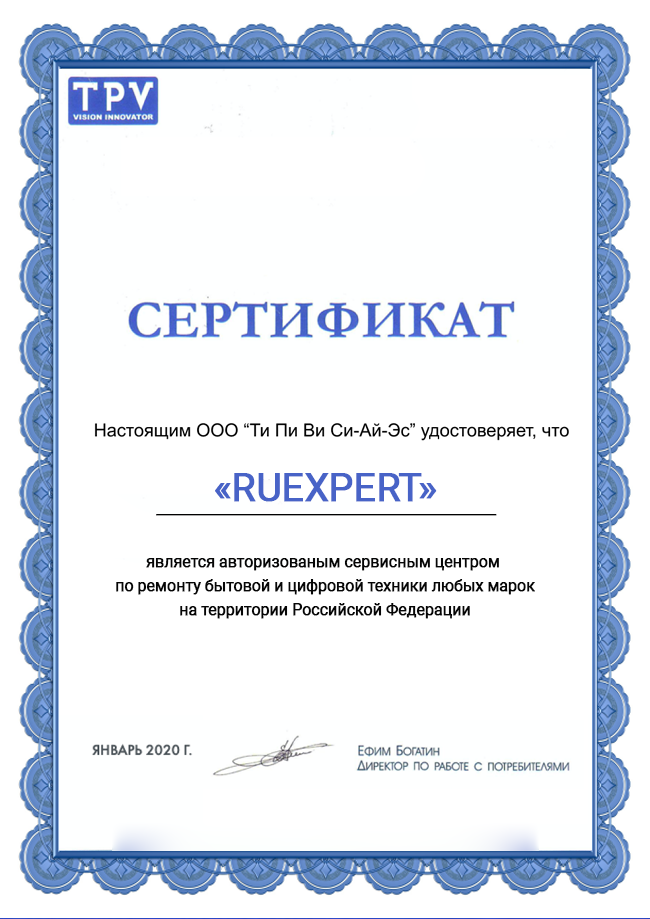 TPV
VISION INNOVATOR
СЕРТИФИКАТ
Настоящим ООО “Ти Пи Ви Си-Ай-Эс” удостоверяет, что
«RUEXPERT»
является авторизованым сервисным центром
по ремонту бытовой и цифровой техники любых марок
на территории Российской Федерации
ЯНВАРЬ 2020 Г.
ЕФИМ БОГАТИН
ДИРЕКТОР ПО РАБОТЕ С ПОТРЕБИТЕЛЯМИ